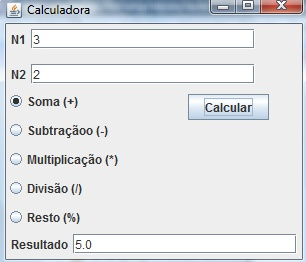 Calculadora
N1 3
N2 2
Soma (+)
Calcular
Subtraçãoo (-)
Multiplicação (*)
Divisão (/)
Resto (%)
Resultado 5.0